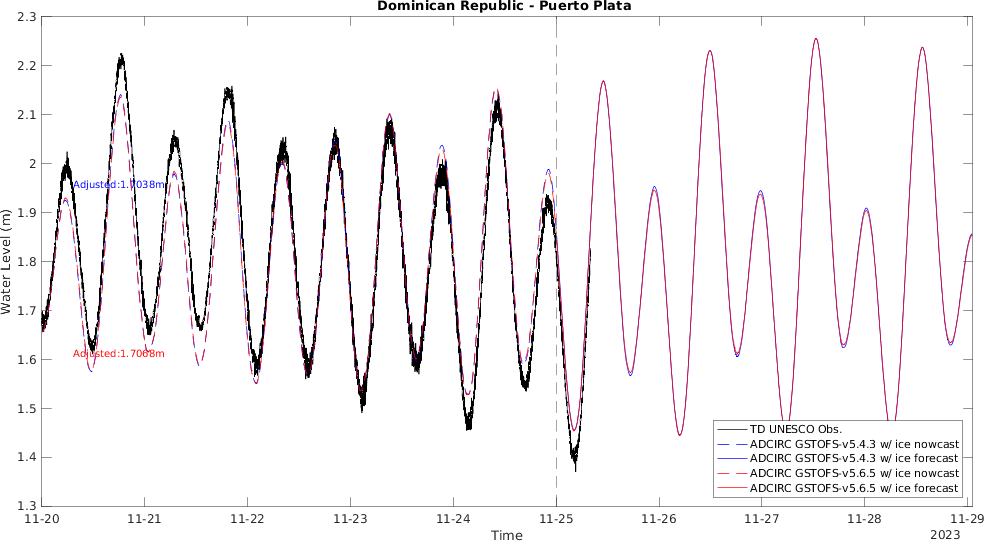 Dominican Republic - Puerto Plata
2.3
2.2
2.1
2
1.9
1.8
1.7
1.6
1.5
1.4
1.3
Water Level (m)
Adjusted:1.7038m
Adjusted:1.7068m
TD UNESCO Obs.
ADCIRC GSTOFS-v5.4.3 w/ ice nowcast
ADCIRC GSTOFS-v5.4.3 w/ ice forecast
ADCIRC GSTOFS-v5.6.5 w/ ice nowcast
ADCIRC GSTOFS-v5.6.5 w/ ice forecast
11-20 11-21 11-22 11-23 11-24 11-25 11-26 11-27 11-28 11-29
Time
2023